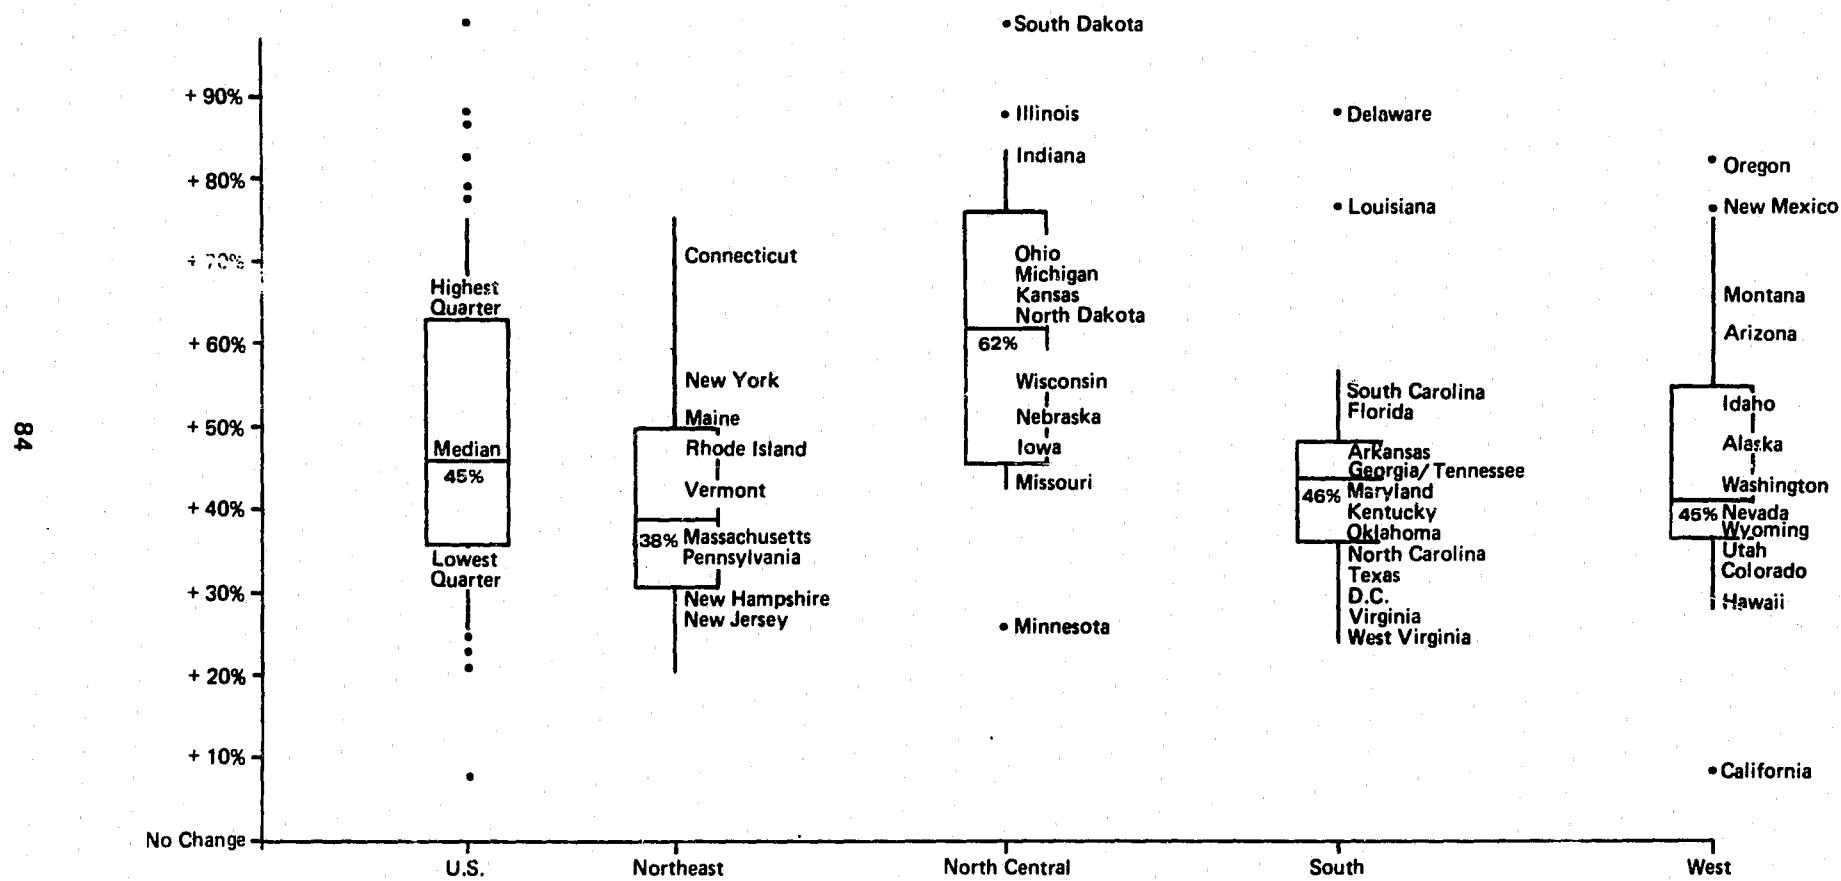 + 90%
+ 80%
+ 70%
+ 60%
+ 50%
+ 40%
+ 30%
+ 20%
+ 10%
No Change
84
Highest
Quarter
Median
45%
Lowest
Quarter
U.S.
Connecticut
New York
Maine
Rhode Island
Vermont
38% Massachusetts
Pennsylvania
New Hampshire
New Jersey
Northeast
South Dakota
Illinois
Indiana
Ohio
Michigan
Kansas
North Dakota
62%
Wisconsin
Nebraska
Iowa
Missouri
Minnesota
North Central
Delaware
Louisiana
South Carolina
Florida
Arkansas
Georgia/Tennessee
46% Maryland
Kentucky
Oklahoma
North Carolina
Texas
D.C.
Virginia
West Virginia
South
Oregon
New Mexico
Montana
Arizona
Idaho
Alaska
Washington
45% Nevada
Wyoming
Utah
Colorado
Hawaii
California
West